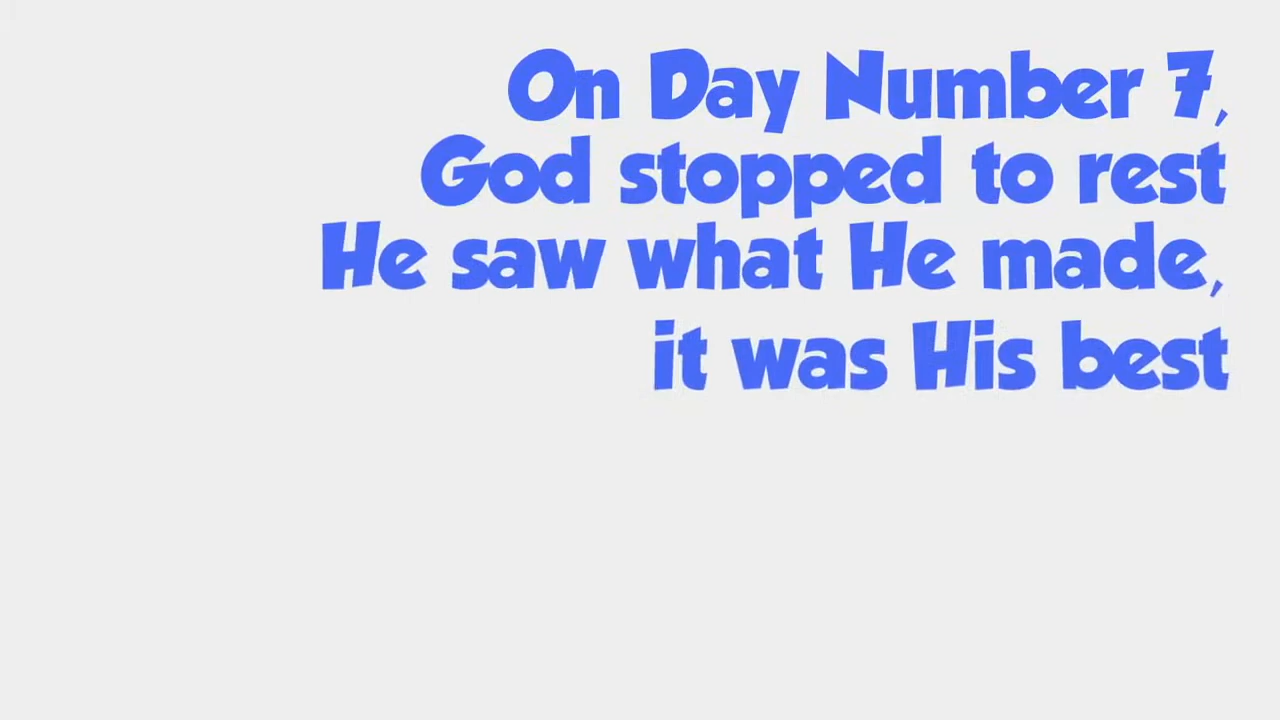 On Day Number 7,
God stopped to rest
He saw what He made,
it was His best